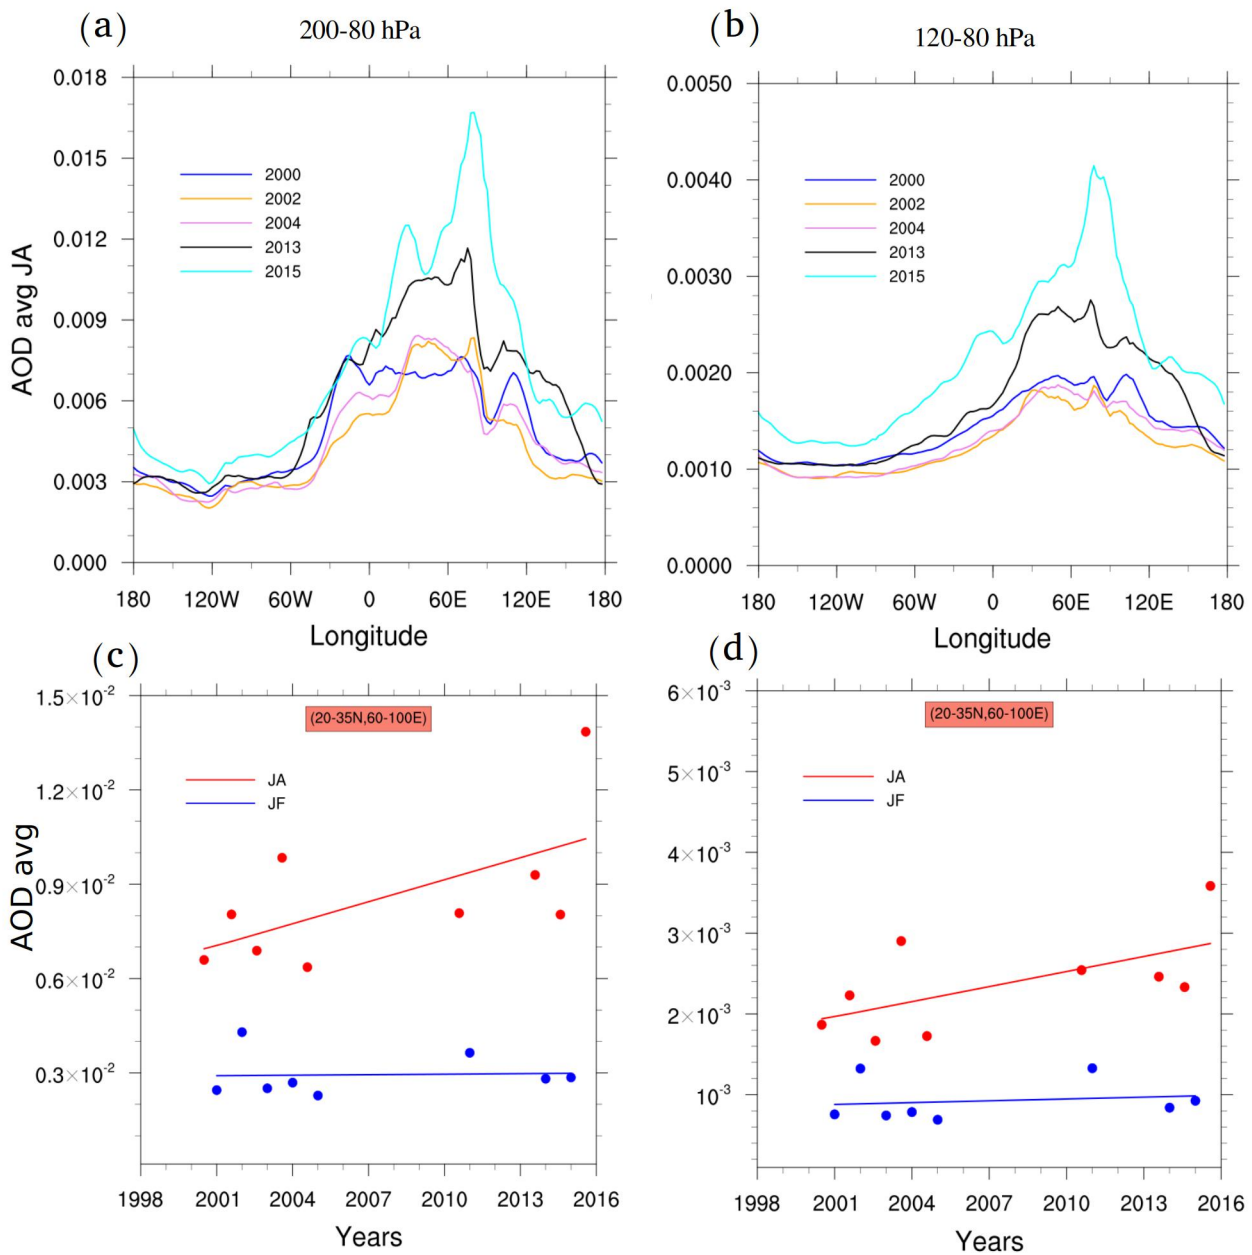 (a)
200-80 hPa
AOD avg JA
0.018
0.015
0.012
0.009
0.006
0.003
0.000
2000
2002
2004
2013
2015
180 120W 60W 0 60E 120E 180
Longitude
(b)
120-80 hPa
0.0050
0.0040
0.0030
0.0020
0.0010
0.0000
2000
2002
2004
2013
2015
180 120W 60W 0 60E 120E 180
Longitude
(c)
AOD avg
1.5×10⁻²
1.2×10⁻²
0.9×10⁻²
0.6×10⁻²
0.3×10⁻²
(20-35N,60-100E)
JA
JF
1998 2001 2004 2007 2010 2013 2016
Years
(d)
6×10⁻³
5×10⁻³
4×10⁻³
3×10⁻³
2×10⁻³
10⁻³
(20-35N,60-100E)
JA
JF
1998 2001 2004 2007 2010 2013 2016
Years